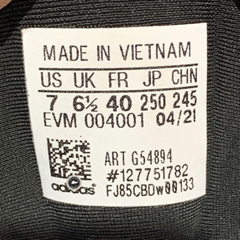 MADE IN VIETNAM
US UK FR JP CHN
7 6½ 40 250 245
EVM 004001 04/21
ART G54894
#127751782
adidas FJ85CBDw00133